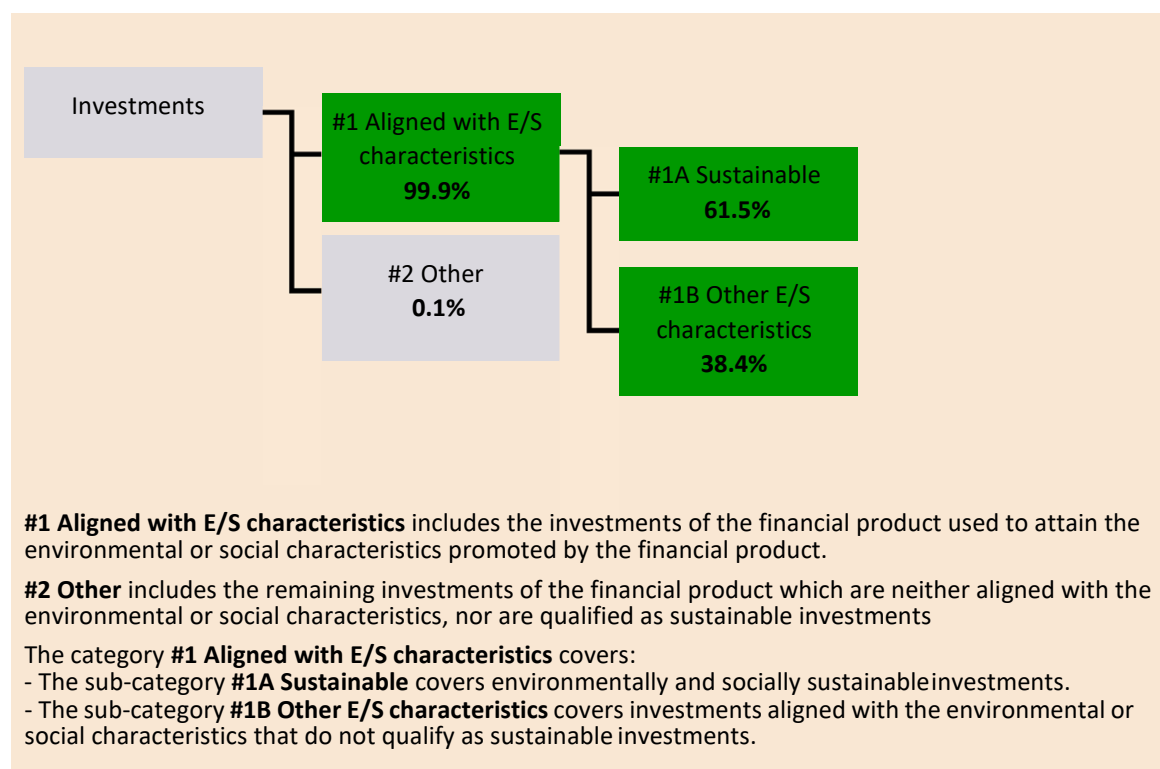 Investments
#1 Aligned with E/S
characteristics
99.9%
#2 Other
0.1%
#1A Sustainable
61.5%
#1B Other E/S
characteristics
38.4%
#1 Aligned with E/S characteristics includes the investments of the financial product used to attain the
environmental or social characteristics promoted by the financial product.
#2 Other includes the remaining investments of the financial product which are neither aligned with the
environmental or social characteristics, nor are qualified as sustainable investments
The category #1 Aligned with E/S characteristics covers:
- The sub-category #1A Sustainable covers environmentally and socially sustainable investments.
- The sub-category #1B Other E/S characteristics covers investments aligned with the environmental or
social characteristics that do not qualify as sustainable investments.